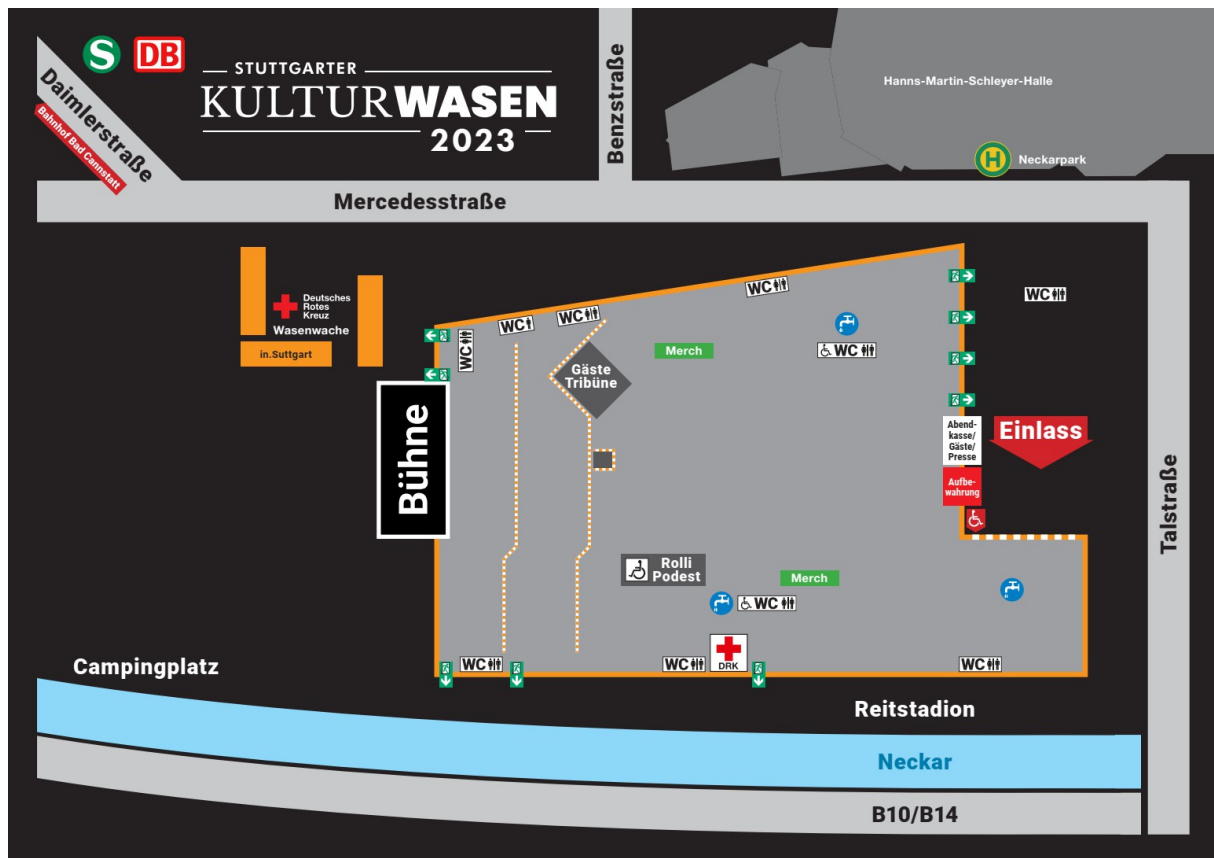 S
DB
STUTTGARTER
KULTURWASEN
2023
Daimlerstraße
Bahnhof Bad Cannstatt
Benzstraße
Hanns-Martin-Schleyer-Halle
H
Neckarpark
Mercedesstraße
Deutsches
Rotes
Kreuz
Wasenwache
in.Suttgart
WC
WC
WC
WC
WC
WC
Merch
Gäste
Tribüne
Bühne
Abend-
kasse/
Gäste/
Presse
Einlass
Aufbe-
wahrung
Talstraße
Rolli
Podest
Merch
WC
WC
WC
DRK
WC
Campingplatz
Reitstadion
Neckar
B10/B14